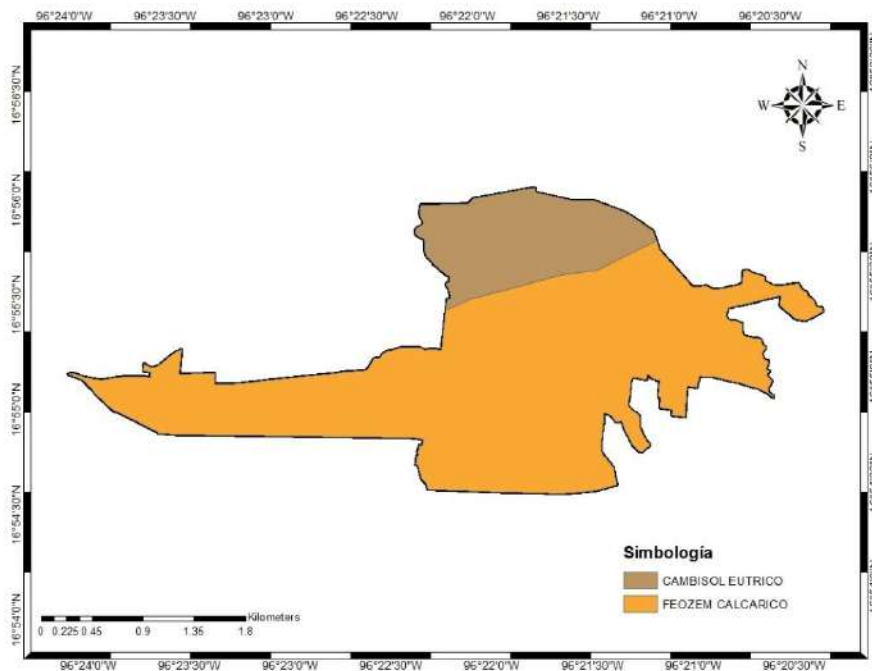 96°24'0"W 96°23'30"W 96°23'0"W 96°22'30"W 96°22'0"W 96°21'30"W 96°21'0"W 96°20'30"W
16°56'30"N
16°56'0"N
16°55'30"N
16°55'0"N
16°54'30"N
16°54'0"N
N
W E
S
Simbología
CAMBISOL EUTRICO
FEOZEM CALCARICO
Kilometers
0 0.225 0.45 0.9 1.35 1.8
96°24'0"W 96°23'30"W 96°23'0"W 96°22'30"W 96°22'0"W 96°21'30"W 96°21'0"W 96°20'30"W